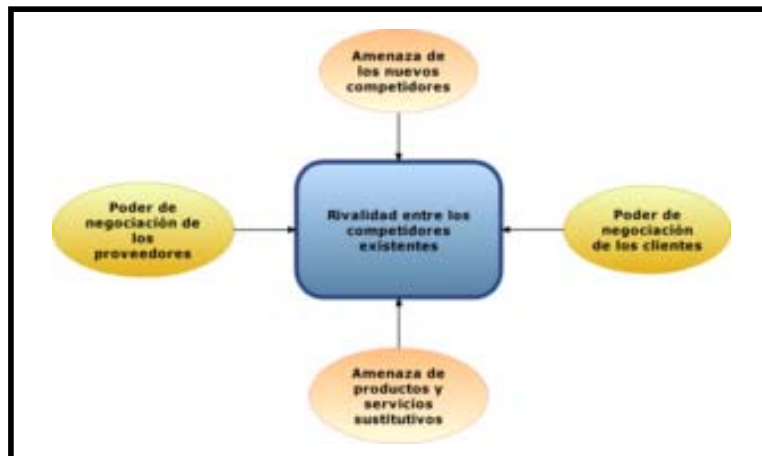 Amenaza de
los nuevos
competidores
Poder de
negociación de
los
proveedores
Rivalidad entre los
competidores
existentes
Poder de
negociación
de los clientes
Amenaza de
productos y
servicios
sustitutivos